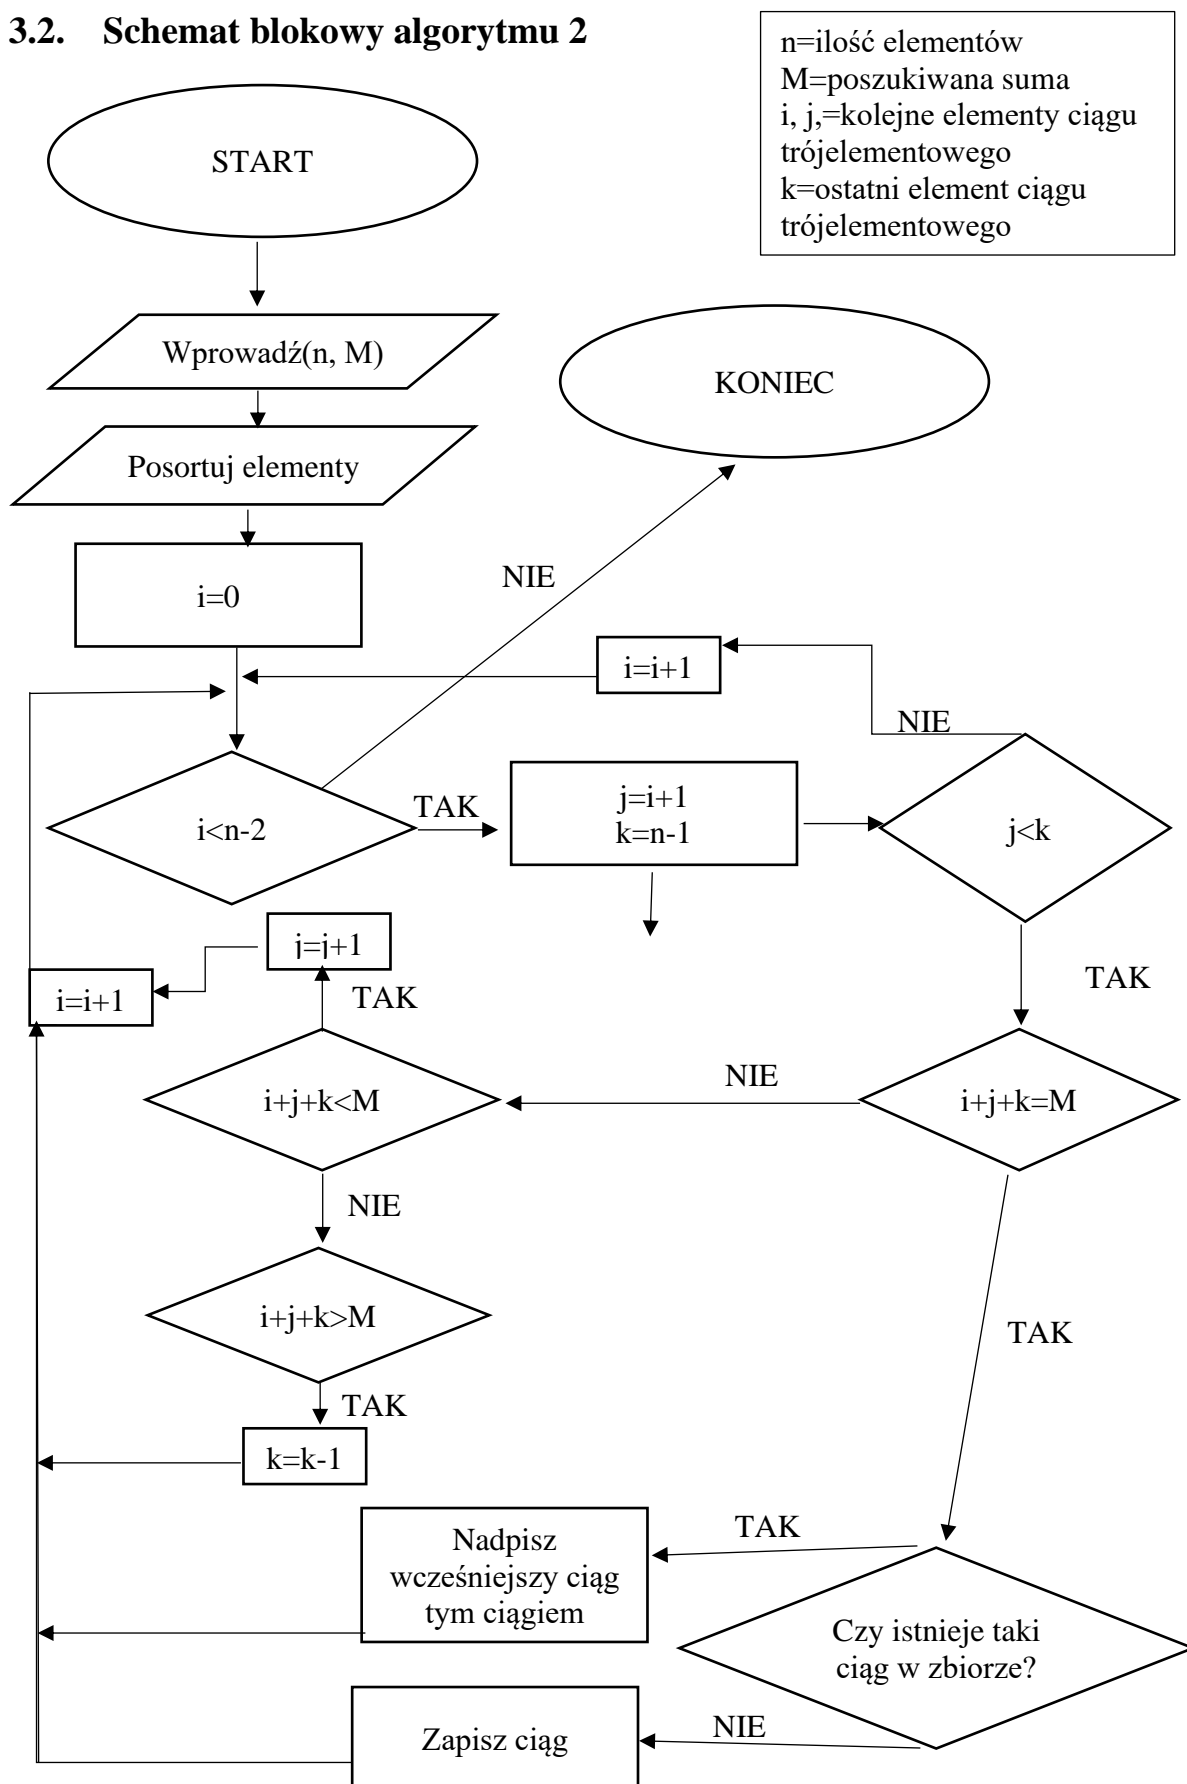 3.2. Schemat blokowy algorytmu 2
n=ilość elementów
M=poszukiwana suma
i, j,=kolejne elementy ciągu
trójelementowego
k=ostatni element ciągu
trójelementowego
START
Wprowadź(n, M)
KONIEC
Posortuj elementy
NIE
i=0
i=i+1
NIE
i<n-2
TAK
j=i+1
k=n-1
j<k
j=j+1
i=i+1
TAK
TAK
i+j+k<M
NIE
i+j+k=M
NIE
i+j+k>M
TAK
TAK
k=k-1
Nadpisz
wcześniejszy ciąg
tym ciągiem
TAK
Czy istnieje taki
ciąg w zbiorze?
Zapisz ciąg
NIE